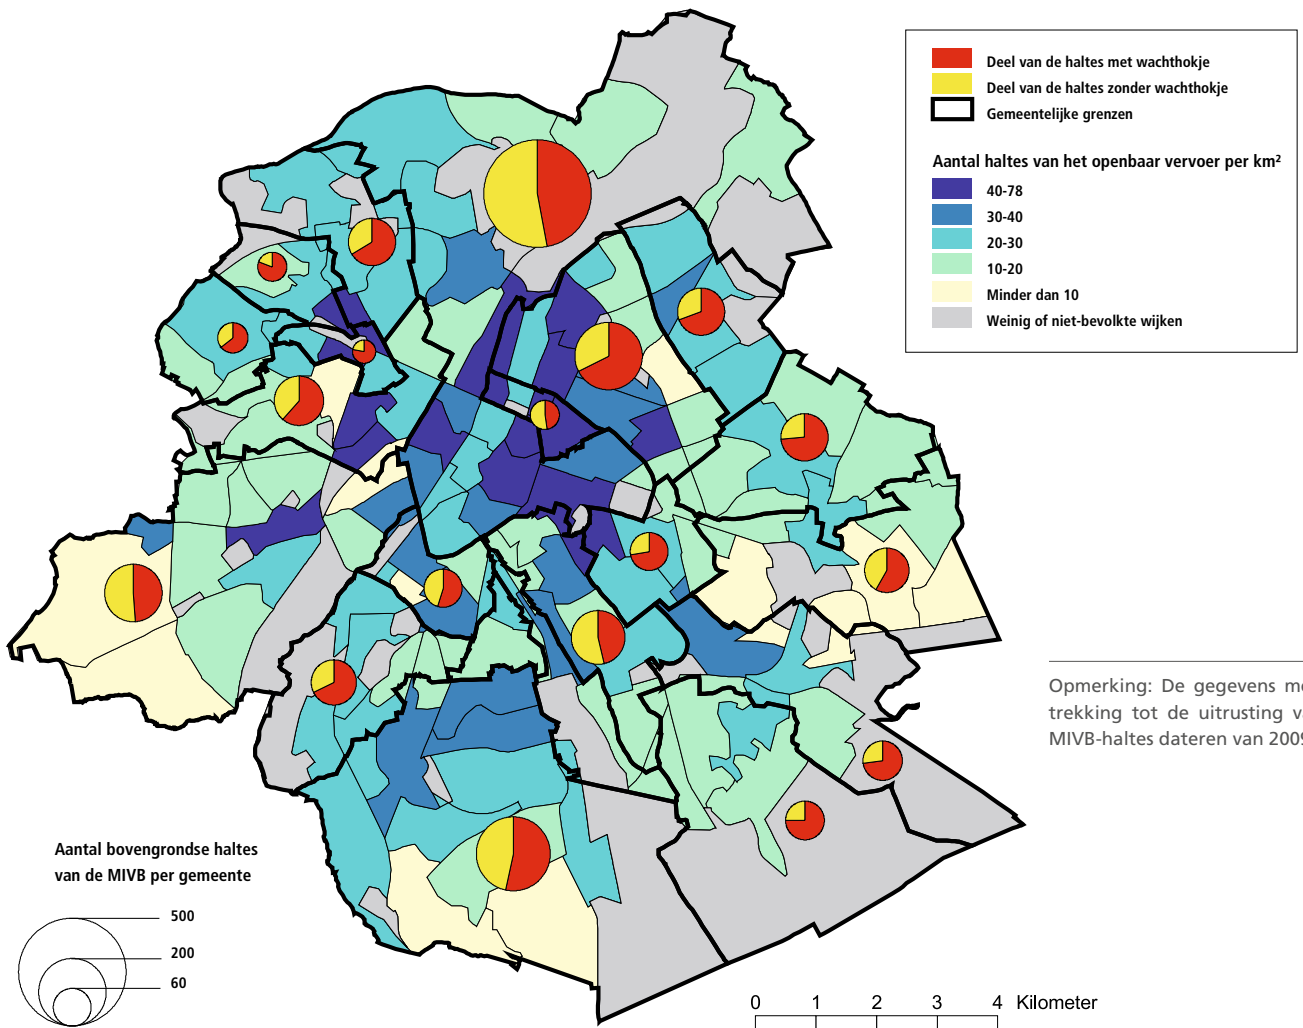 Deel van de haltes met wachthokje
Deel van de haltes zonder wachthokje
Gemeentelijke grenzen
Aantal haltes van het openbaar vervoer per km²
40-78
30-40
20-30
10-20
Minder dan 10
Weinig of niet-bevolkte wijken
Opmerking: De gegevens
trekking tot de uitrusting
MIVB-haltes dateren van 2009
Aantal bovengrondse haltes
van de MIVB per gemeente
500
200
60
0 1 2 3 4 Kilometer